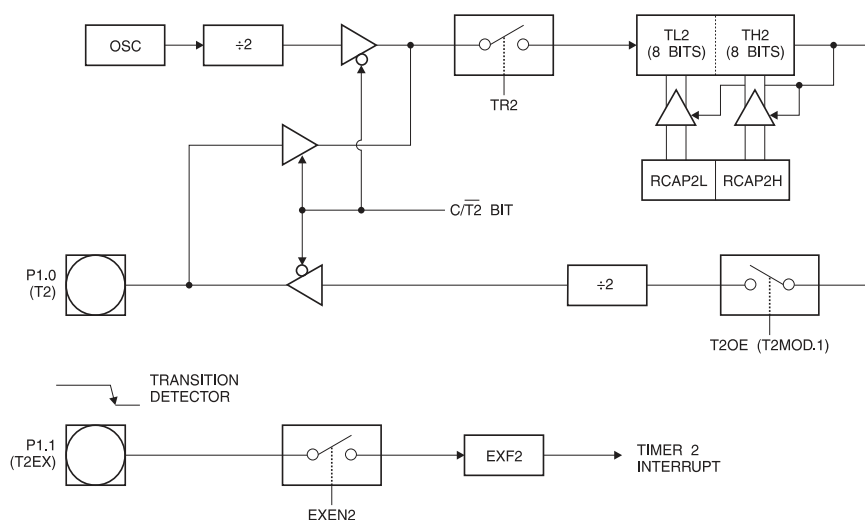 OSC
÷2
TR2
TL2
(8 BITS)
TH2
(8 BITS)
RCAP2L
RCAP2H
C/T̅2̅ BIT
P1.0
(T2)
÷2
T2OE (T2MOD.1)
TRANSITION
DETECTOR
P1.1
(T2EX)
EXEN2
EXF2
TIMER 2
INTERRUPT